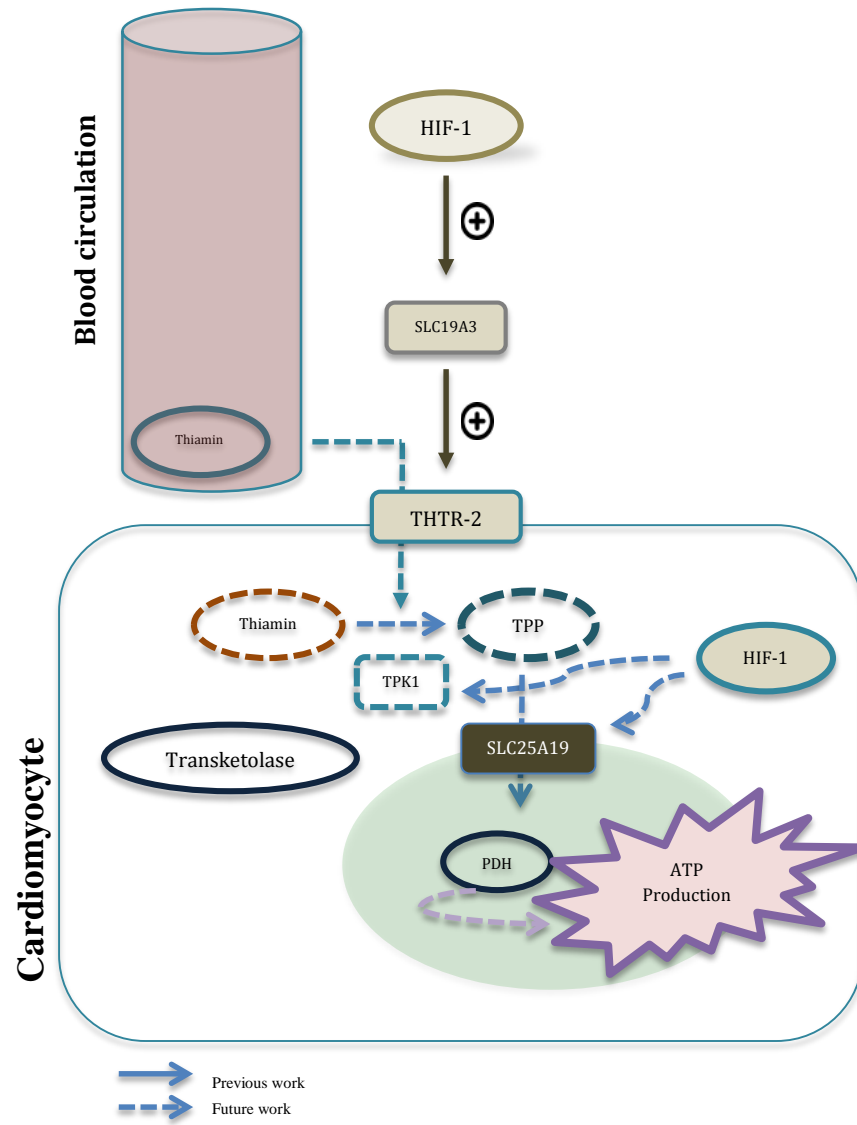 Blood circulation
HIF-1
SLC19A3
Thiamin
THTR-2
Thiamin
TPP
HIF-1
TPK1
SLC25A19
Transketolase
PDH
ATP
Production
Cardiomyocyte
Previous work
Future work